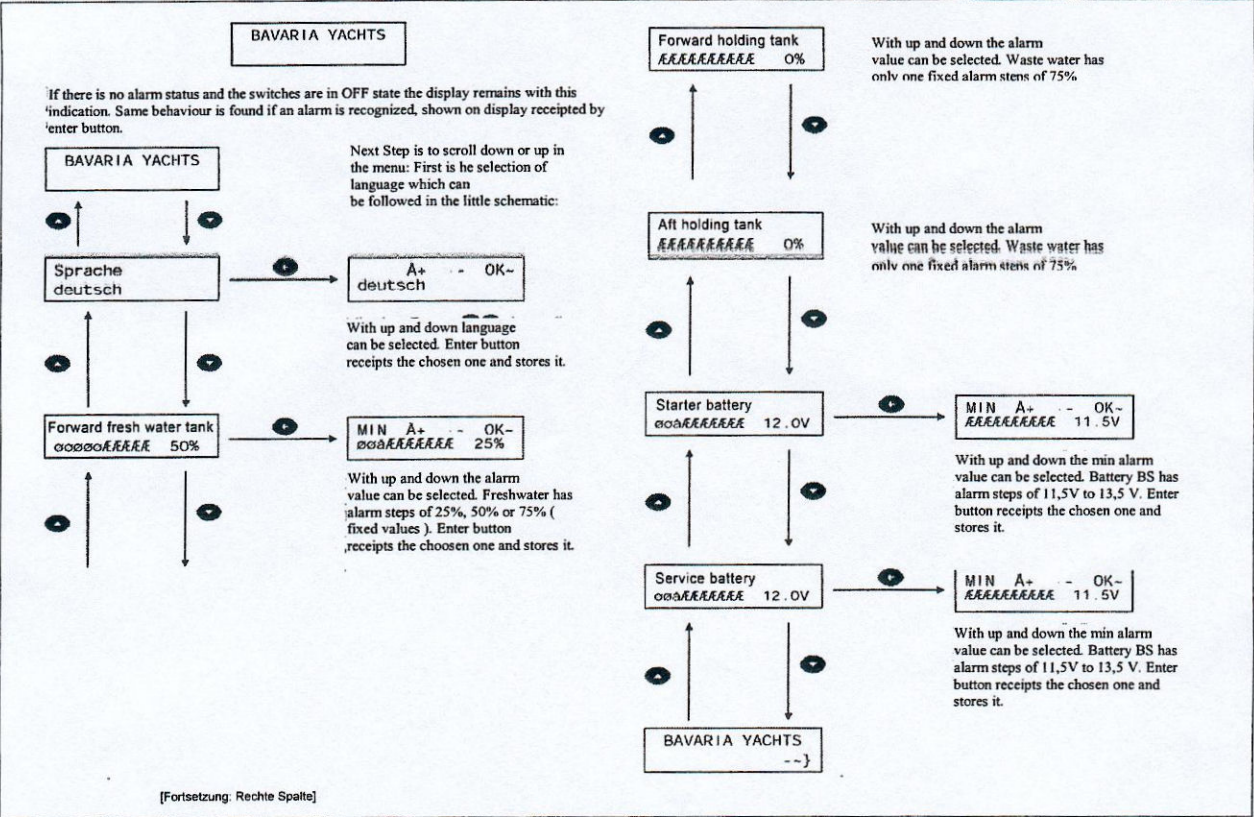 BAVARIA YACHTS
If there is no alarm status and the switches are in OFF state the display remains with this
indication. Same behaviour is found if an alarm is recognized, shown on display receipted by
enter button.
BAVARIA YACHTS
Next Step is to scroll down or up in
the menu: First is he selection of
language which can
be followed in the little schematic:
Sprache
deutsch
A+ - OK~
deutsch
With up and down language
can be selected. Enter button
receipts the chosen one and stores it.
Forward fresh water tank
øoøøoÆÆÆÆÆ 50%
MIN A+ - OK~
øøåÆÆÆÆÆÆÆ 25%
With up and down the alarm
value can be selected. Freshwater has
alarm steps of 25%, 50% or 75% (
fixed values ). Enter button
receipts the choosen one and stores it.
[Fortsetzung: Rechte Spalte]
Forward holding tank
ÆÆÆÆÆÆÆÆÆÆ 0%
With up and down the alarm
value can be selected. Waste water has
only one fixed alarm steps of 75%
Aft holding tank
ÆÆÆÆÆÆÆÆÆÆ 0%
With up and down the alarm
value can be selected. Waste water has
only one fixed alarm steps of 75%
Starter battery
øoåÆÆÆÆÆÆÆ 12.0V
MIN A+ - OK~
ÆÆÆÆÆÆÆÆÆÆ 11.5V
With up and down the min alarm
value can be selected. Battery BS has
alarm steps of 11,5V to 13,5 V. Enter
button receipts the chosen one and
stores it.
Service battery
oøåÆÆÆÆÆÆÆ 12.0V
MIN A+ - OK~
ÆÆÆÆÆÆÆÆÆÆ 11.5V
With up and down the min alarm
value can be selected. Battery BS has
alarm steps of 11,5V to 13,5 V. Enter
button receipts the chosen one and
stores it.
BAVARIA YACHTS
-~}